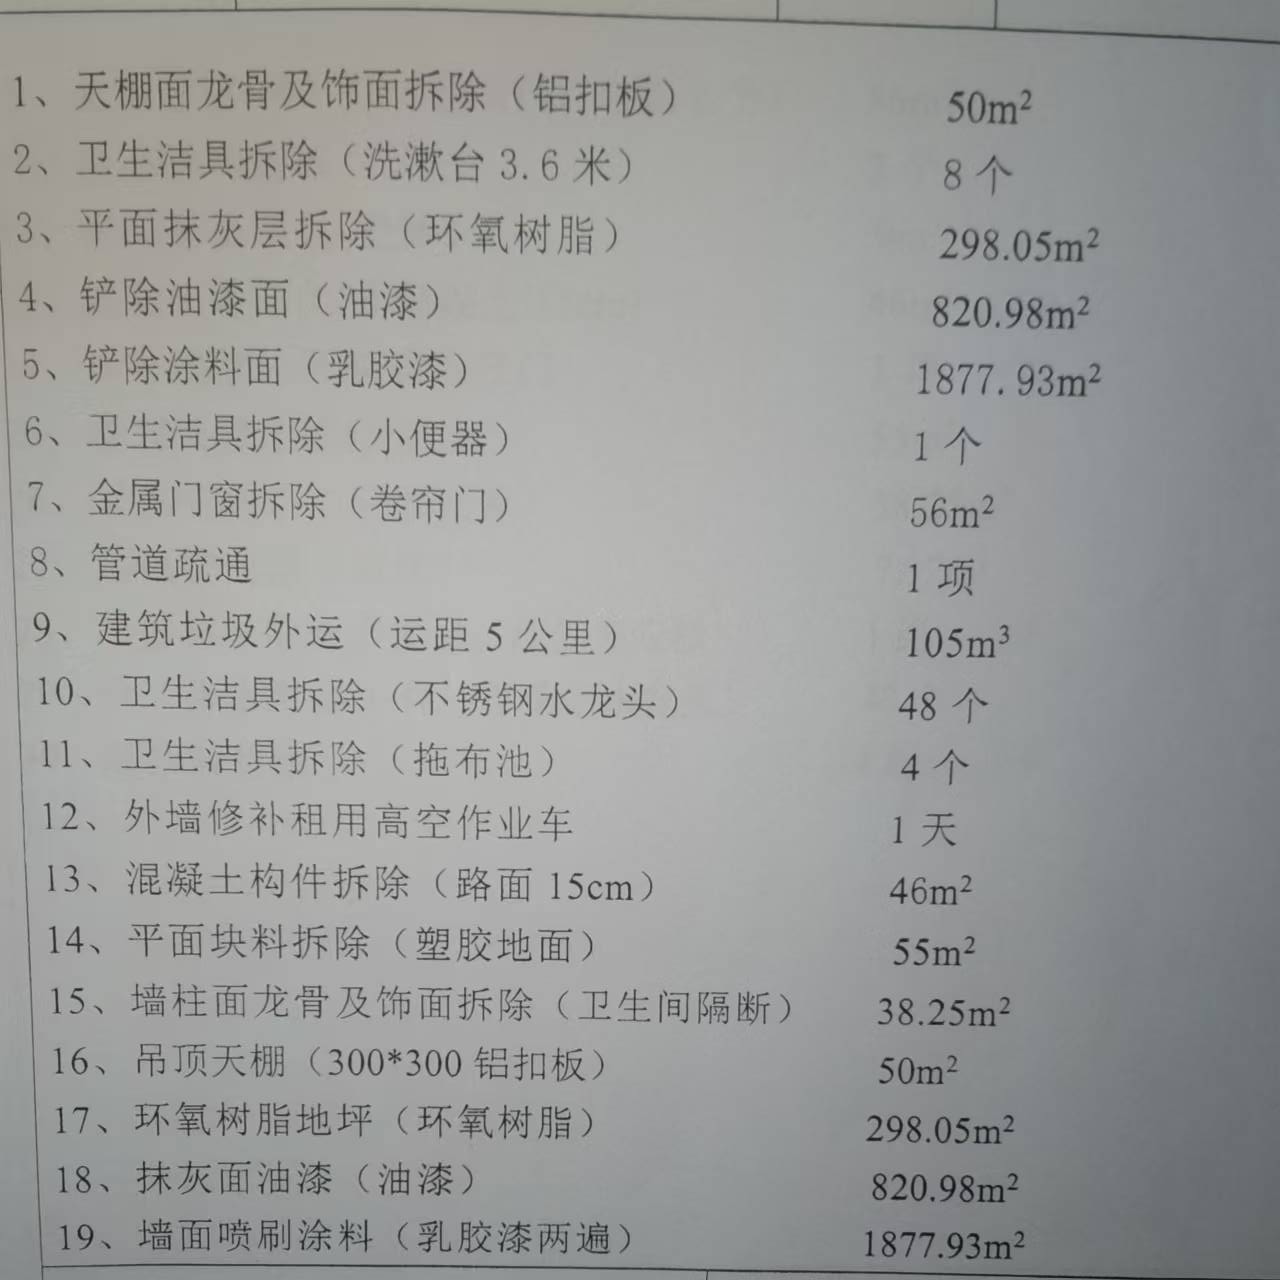 1、天棚面龙骨及饰面拆除（铝扣板） 50m²
2、卫生洁具拆除（洗漱台 3.6 米） 8 个
3、平面抹灰层拆除（环氧树脂） 298.05m²
4、铲除油漆面（油漆） 820.98m²
5、铲除涂料面（乳胶漆） 1877.93m²
6、卫生洁具拆除（小便器） 1 个
7、金属门窗拆除（卷帘门） 56m²
8、管道疏通 1 项
9、建筑垃圾外运（运距 5 公里） 105m³
10、卫生洁具拆除（不锈钢水龙头） 48 个
11、卫生洁具拆除（拖布池） 4 个
12、外墙修补租用高空作业车 1 天
13、混凝土构件拆除（路面 15cm） 46m²
14、平面块料拆除（塑胶地面） 55m²
15、墙柱面龙骨及饰面拆除（卫生间隔断） 38.25m²
16、吊顶天棚（300*300 铝扣板） 50m²
17、环氧树脂地坪（环氧树脂） 298.05m²
18、抹灰面油漆（油漆） 820.98m²
19、墙面喷刷涂料（乳胶漆两遍） 1877.93m²